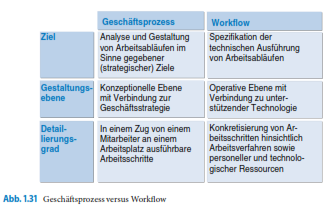 Geschäftsprozess Workflow
Ziel Analyse und Gestaltung Spezifikation der
von Arbeitsabläufen im technischen Ausführung
Sinne gegebener von Arbeitsabläufen
(strategischer) Ziele
Gestaltungs- Konzeptionelle Ebene Operative Ebene mit
ebene mit Verbindung zur Verbindung zu unter-
Geschäftsstrategie stützender Technologie
Detail- In einem Zug von einem Konkretisierung von Ar-
lierungs- Mitarbeiter an einem beitsschritten hinsichtlich
grad Arbeitsplatz ausführbare Arbeitsverfahren sowie
Arbeitsschritte personeller und technolo-
gischer Ressourcen
Abb. 1.31 Geschäftsprozess versus Workflow